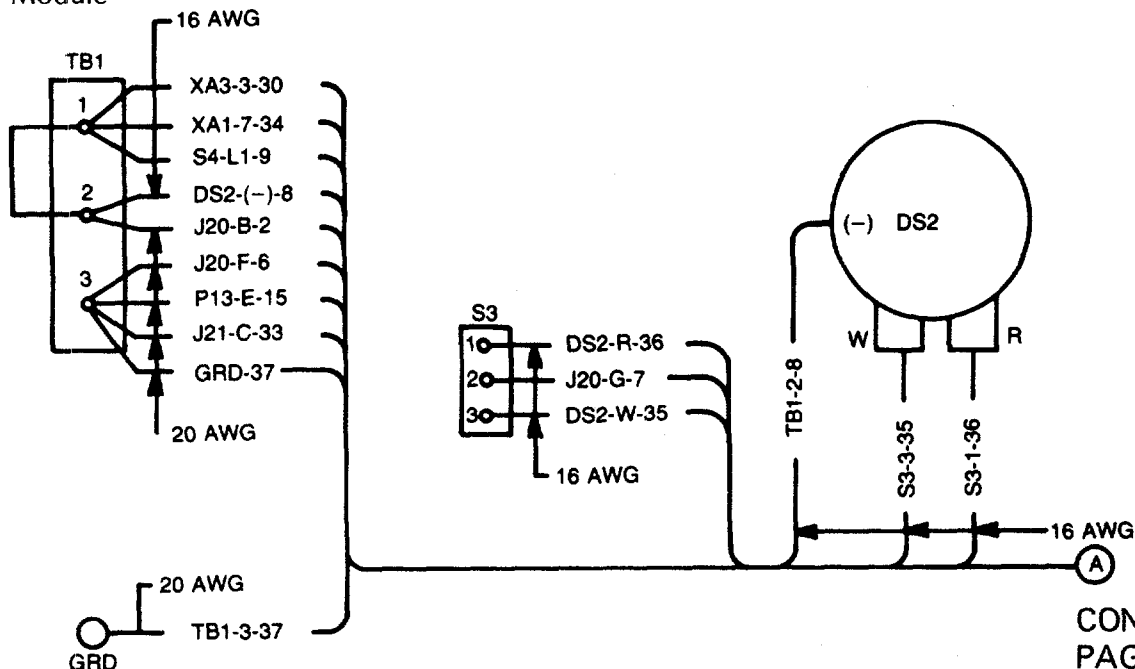 Module
16 AWG
TB1
1
XA3-3-30
XA1-7-34
S4-L1-9
2
DS2-(−)-8
J20-B-2
3
J20-F-6
P13-E-15
J21-C-33
GRD-37
20 AWG
S3
1
DS2-R-36
2
J20-G-7
3
DS2-W-35
16 AWG
(−) DS2
W
R
TB1-2-8
S3-3-35
S3-1-36
16 AWG
A
20 AWG
TB1-3-37
GRD
CON
PAG